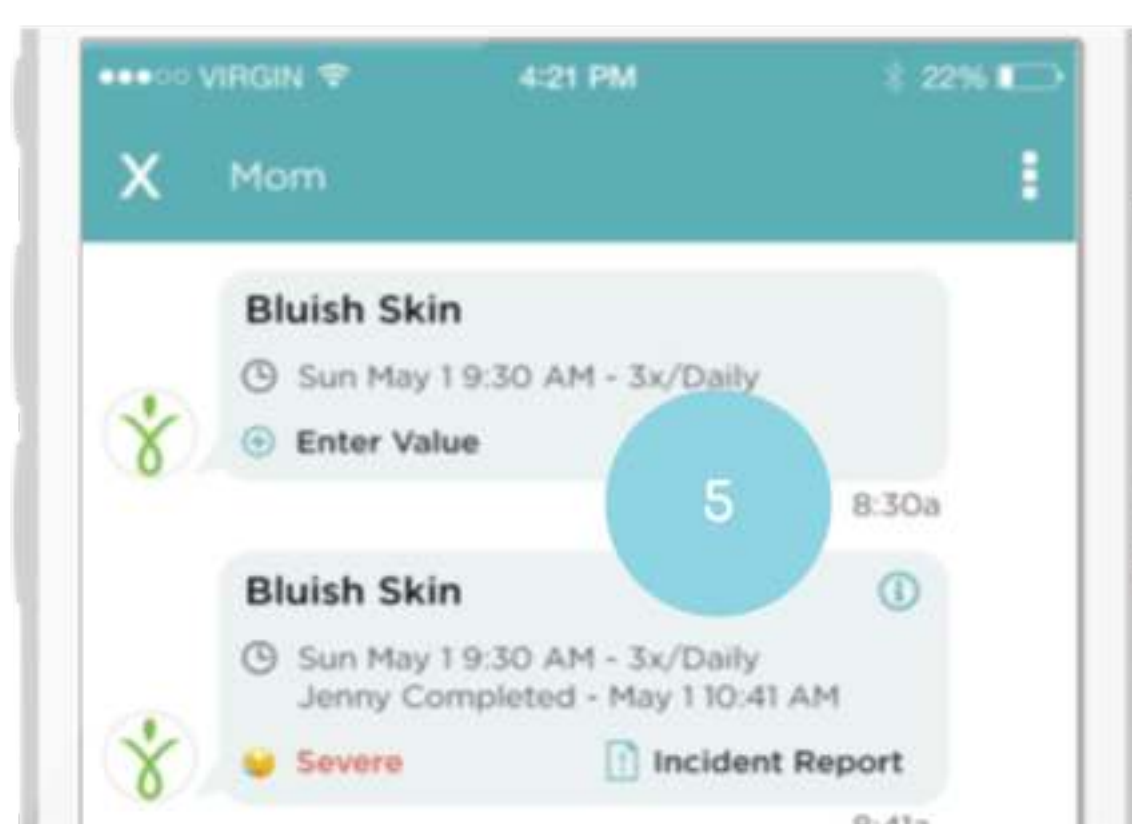 VIRGIN 4:21 PM 22%
X Mom
Bluish Skin
Sun May 1 9:30 AM - 3x/Daily
Enter Value
5
8:30a
Bluish Skin
Sun May 1 9:30 AM - 3x/Daily
Jenny Completed - May 1 10:41 AM
Severe Incident Report